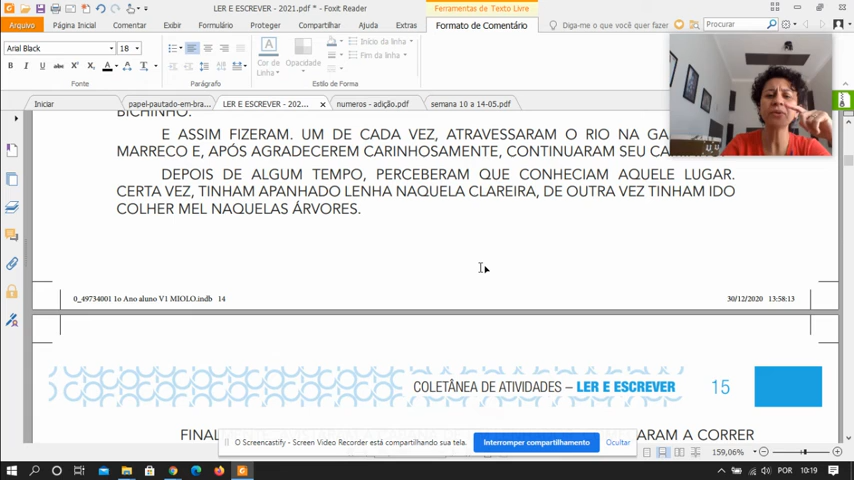 LER E ESCREVER - 2021.pdf * - Foxit Reader
Ferramentas de Texto Livre
Arquivo Página Inicial Comentar Exibir Formulário Proteger Compartilhar Ajuda Extras Formato de Comentário Diga-me o que você quer fazer Procurar
Arial Black 18 Início da linha
Fim da linha
Cor de Linha Opacidade
Fonte Parágrafo Estilo de Forma
Iniciar papel-pautado-em-bra... LER E ESCREVER - 202... numeros - adição.pdf semana 10 a 14-05.pdf
BICHINHO.
E ASSIM FIZERAM. UM DE CADA VEZ, ATRAVESSARAM O RIO NA
MARRECO E, APÓS AGRADECEREM CARINHOSAMENTE, CONTINUARAM SEU
DEPOIS DE ALGUM TEMPO, PERCEBERAM QUE CONHECIAM AQUELE LUGAR.
CERTA VEZ, TINHAM APANHADO LENHA NAQUELA CLAREIRA, DE OUTRA VEZ TINHAM IDO
COLHER MEL NAQUELAS ÁRVORES.
0_49734001 1o Ano aluno V1 MIOLO.indb 14 30/12/2020 13:58:13
COLETÂNEA DE ATIVIDADES – LER E ESCREVER 15
FINAL ARAM A CORRER
O Screencastify - Screen Video Recorder está compartilhando sua tela. Interromper compartilhamento Ocultar
159,06%
POR 10:19